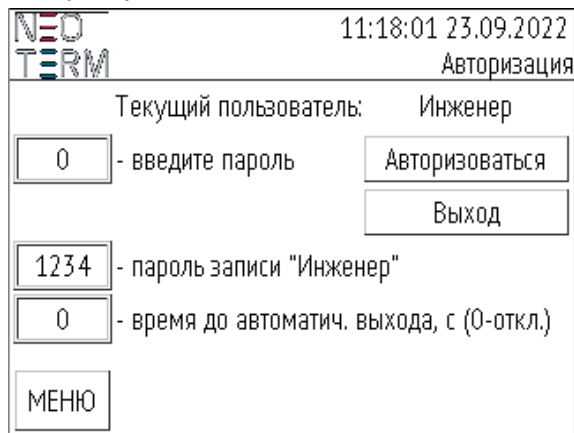 NEO
TERM
11:18:01 23.09.2022
Авторизация
Текущий пользователь: Инженер
0 - введите пароль Авторизоваться
Выход
1234 - пароль записи "Инженер"
0 - время до автоматич. выхода, с (0-откл.)
МЕНЮ